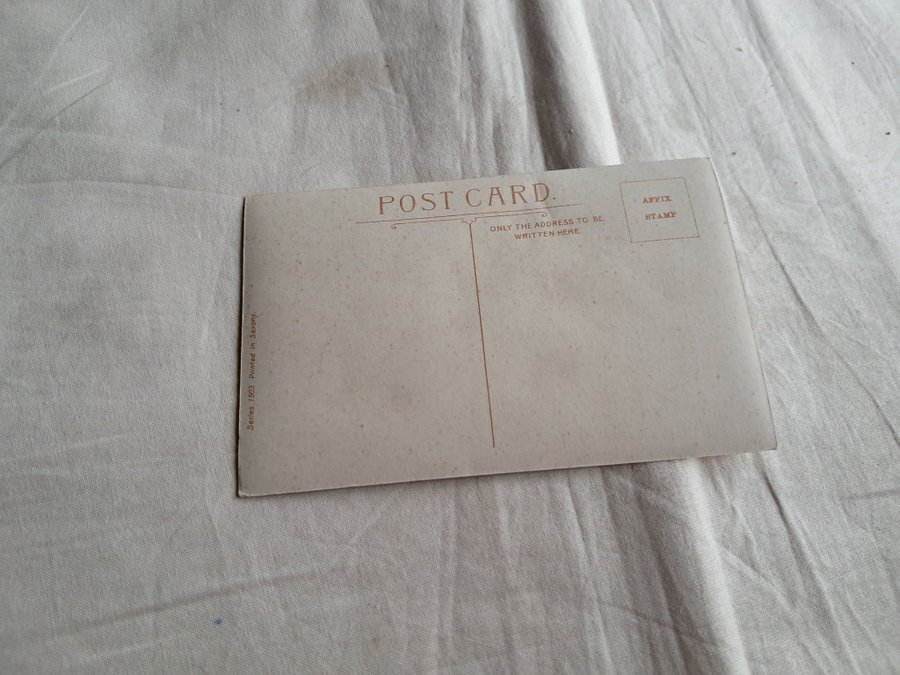 POST CARD.
ONLY THE ADDRESS TO BE
WRITTEN HERE.
AFFIX
STAMP
Series 1503 Printed in Saxony.